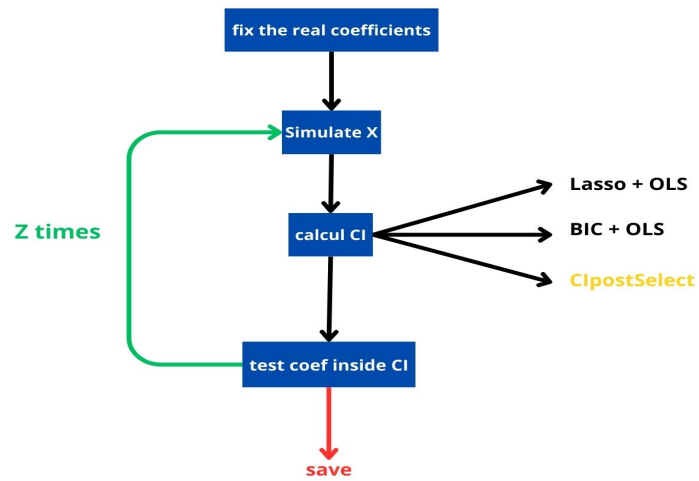 fix the real coefficients
Simulate X
Lasso + OLS
Z times
calcul CI
BIC + OLS
CIpostSelect
test coef inside CI
save